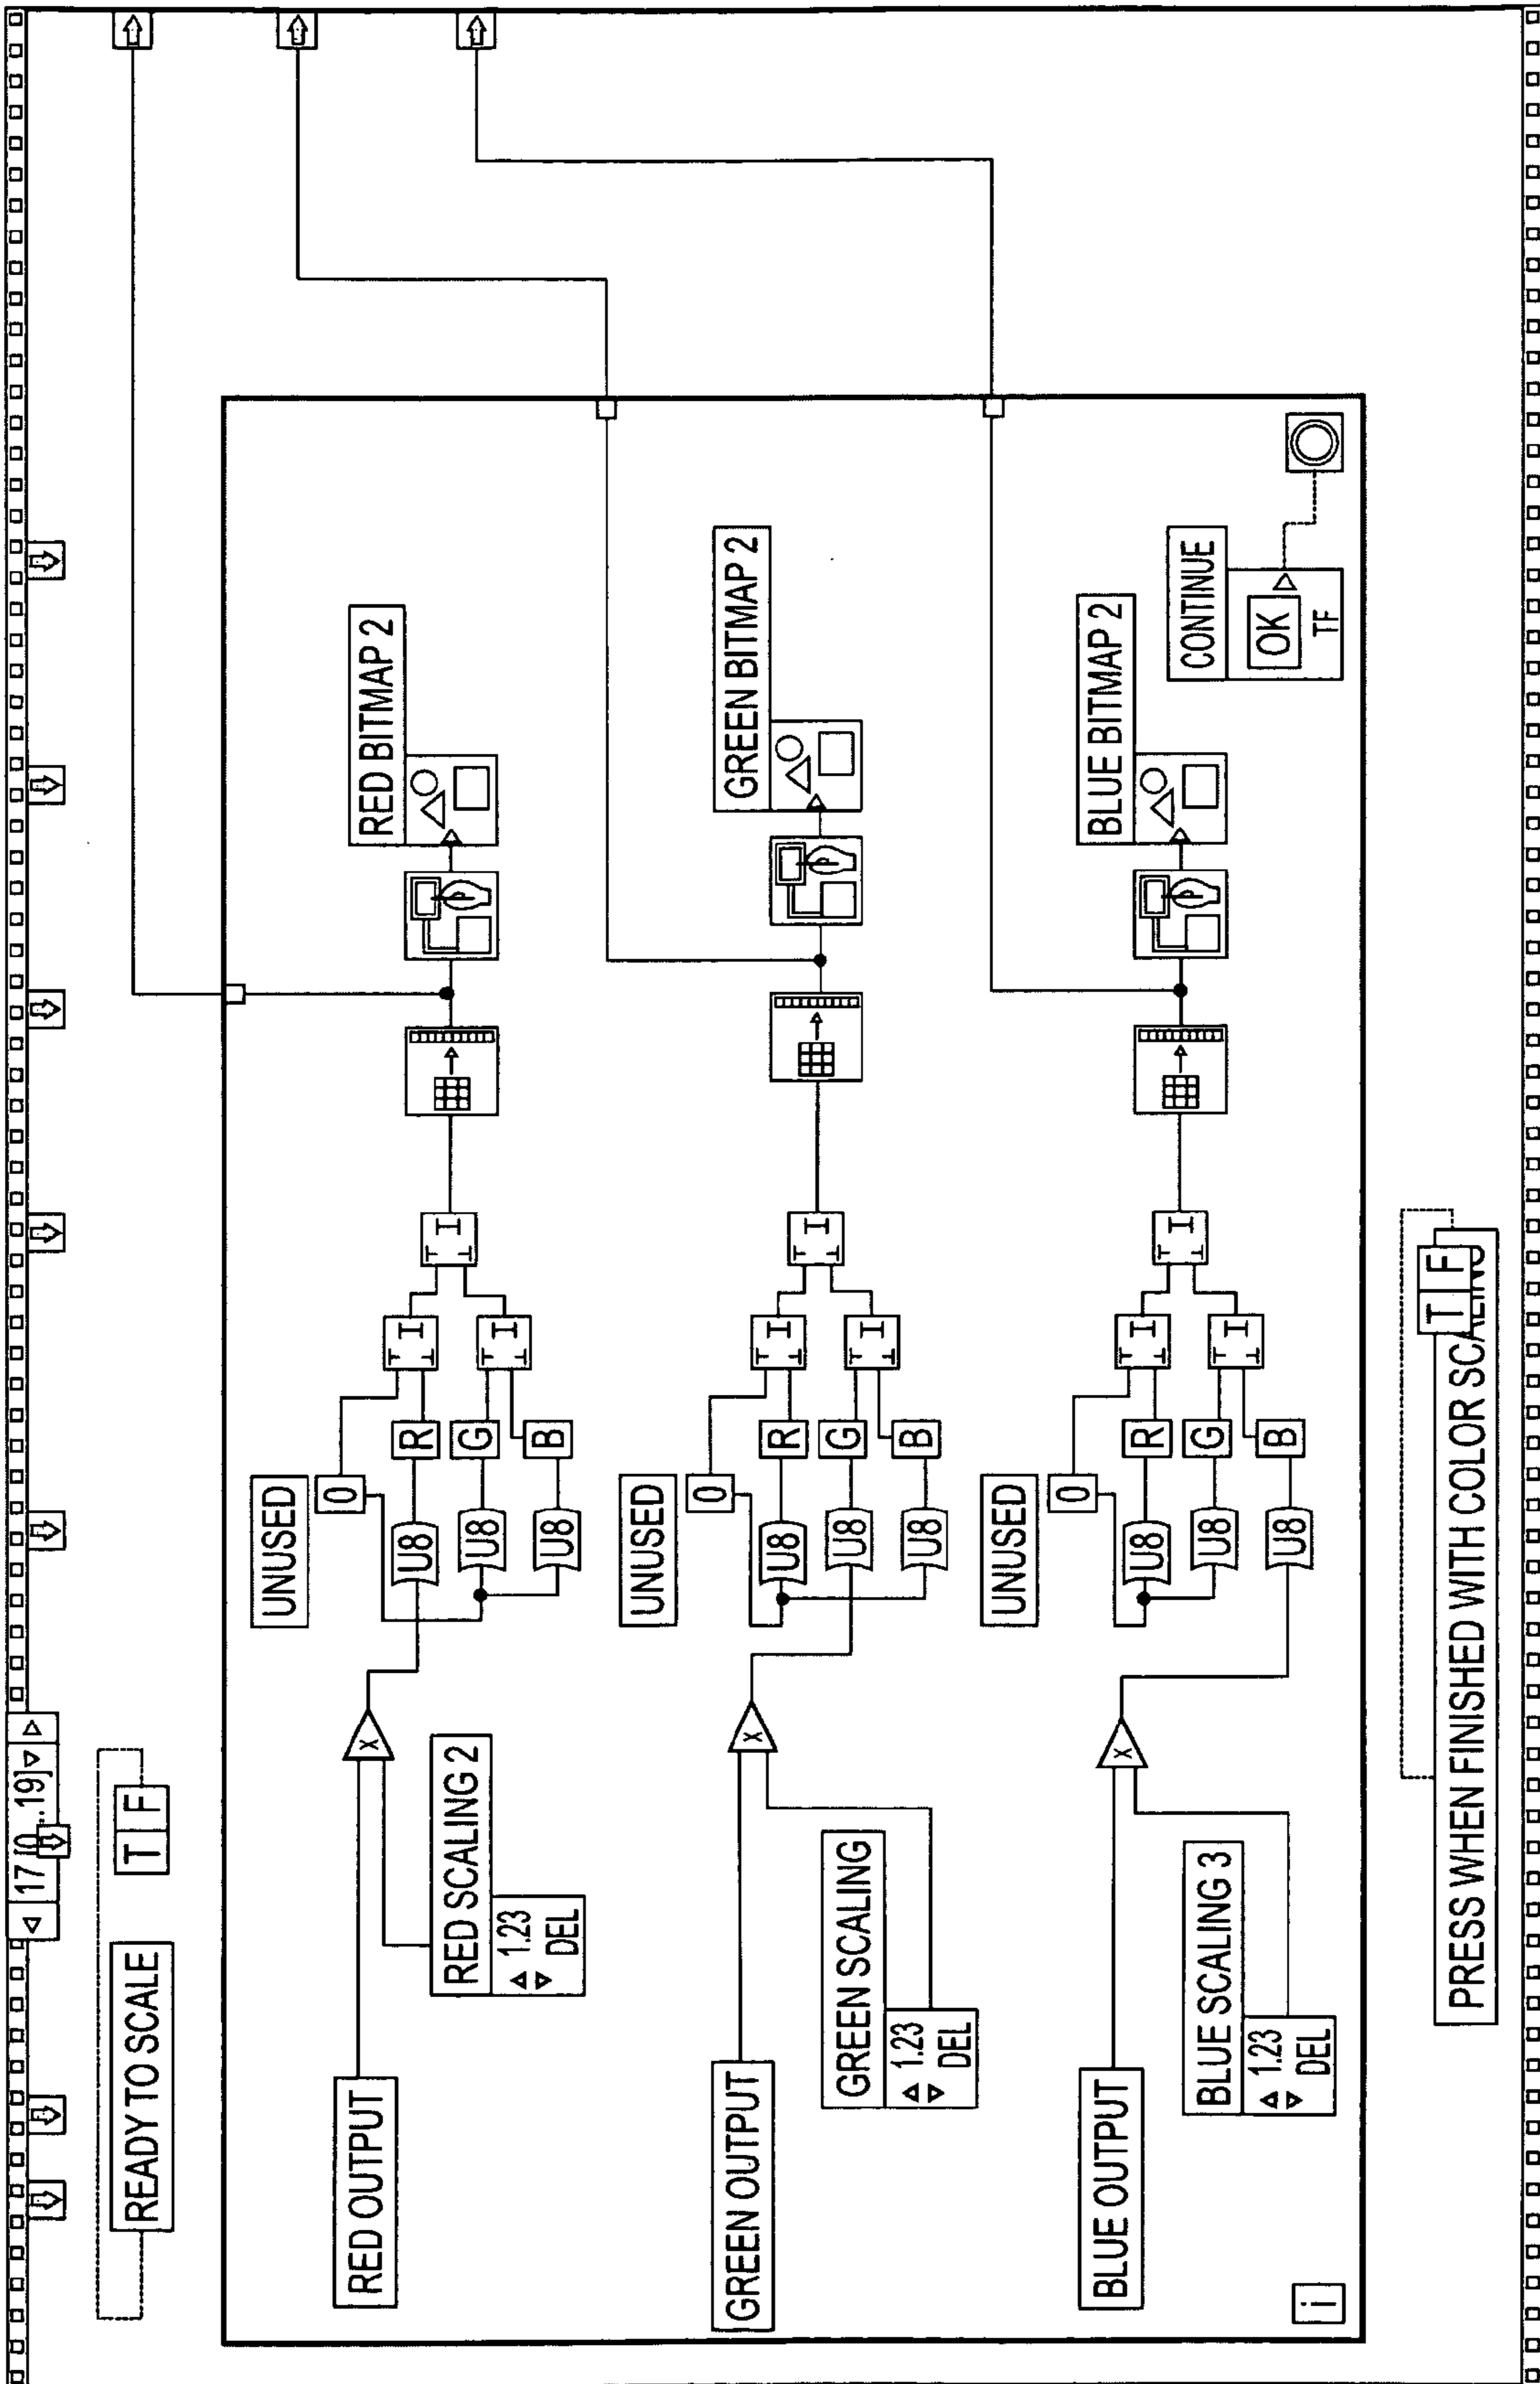 17 [0..19]
READY TO SCALE
T F
RED OUTPUT
RED SCALING 2
1.23
DEL
X
UNUSED
0
U8
R
U8
G
U8
B
RED BITMAP 2
GREEN OUTPUT
GREEN SCALING
1.23
DEL
X
UNUSED
0
U8
R
U8
G
U8
B
GREEN BITMAP 2
BLUE OUTPUT
BLUE SCALING 3
1.23
DEL
X
UNUSED
0
U8
R
U8
G
U8
B
BLUE BITMAP 2
CONTINUE
OK
TF
i
PRESS WHEN FINISHED WITH COLOR SCALING
T F